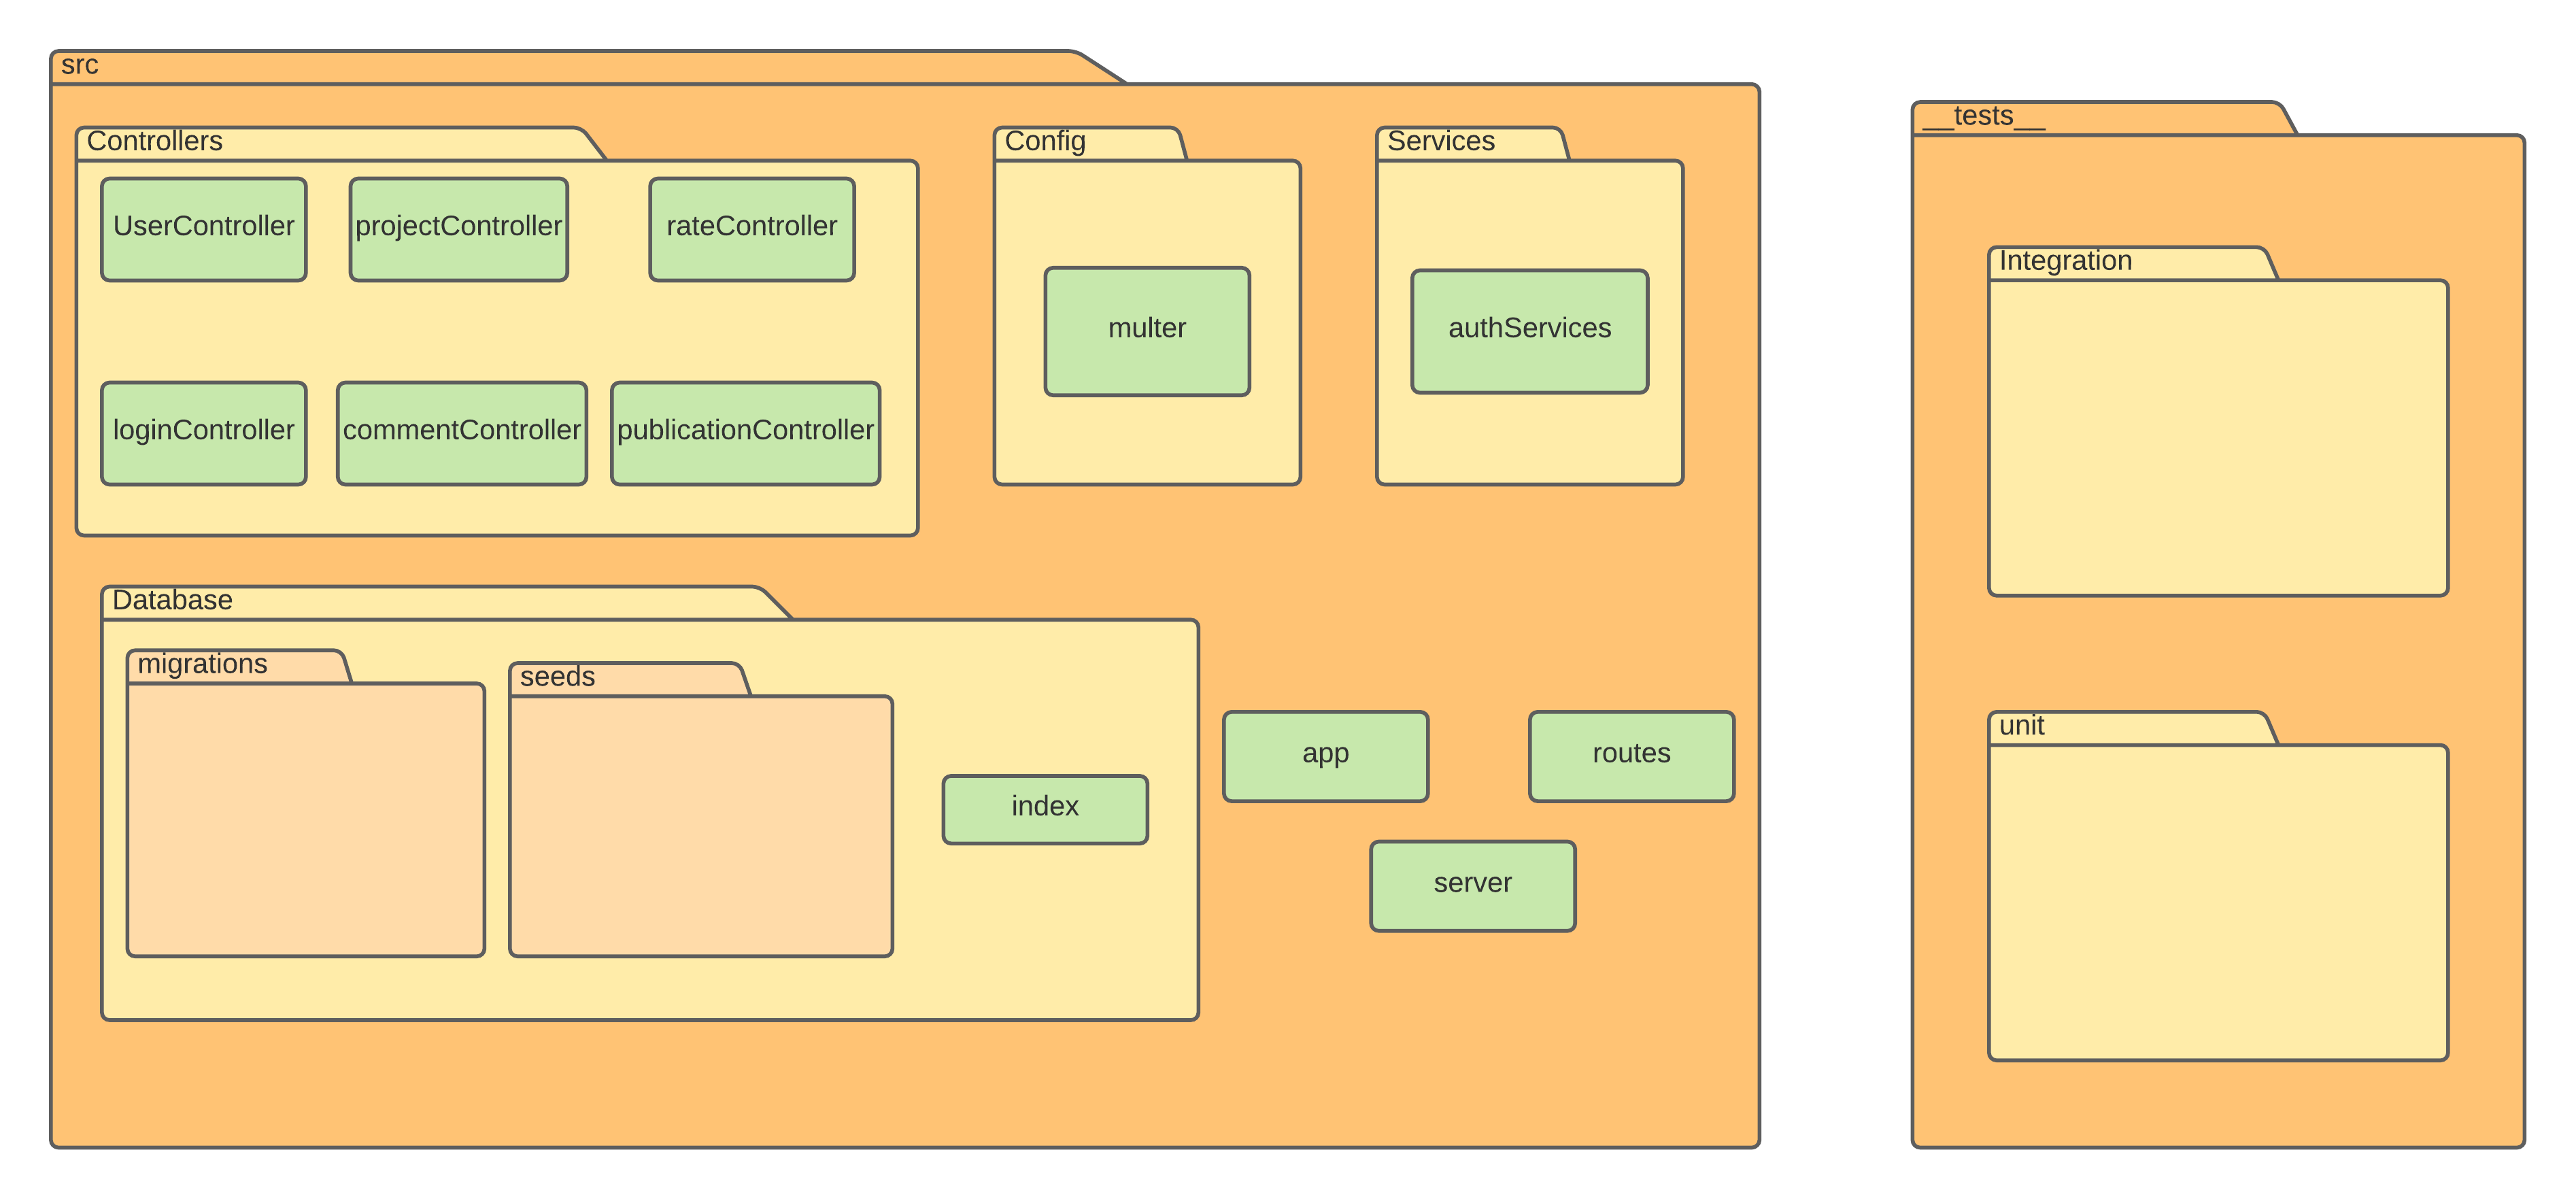 src
Controllers
UserController
projectController
rateController
loginController
commentController
publicationController
Config
multer
Services
authServices
Database
migrations
seeds
index
app
routes
server
__tests__
Integration
unit